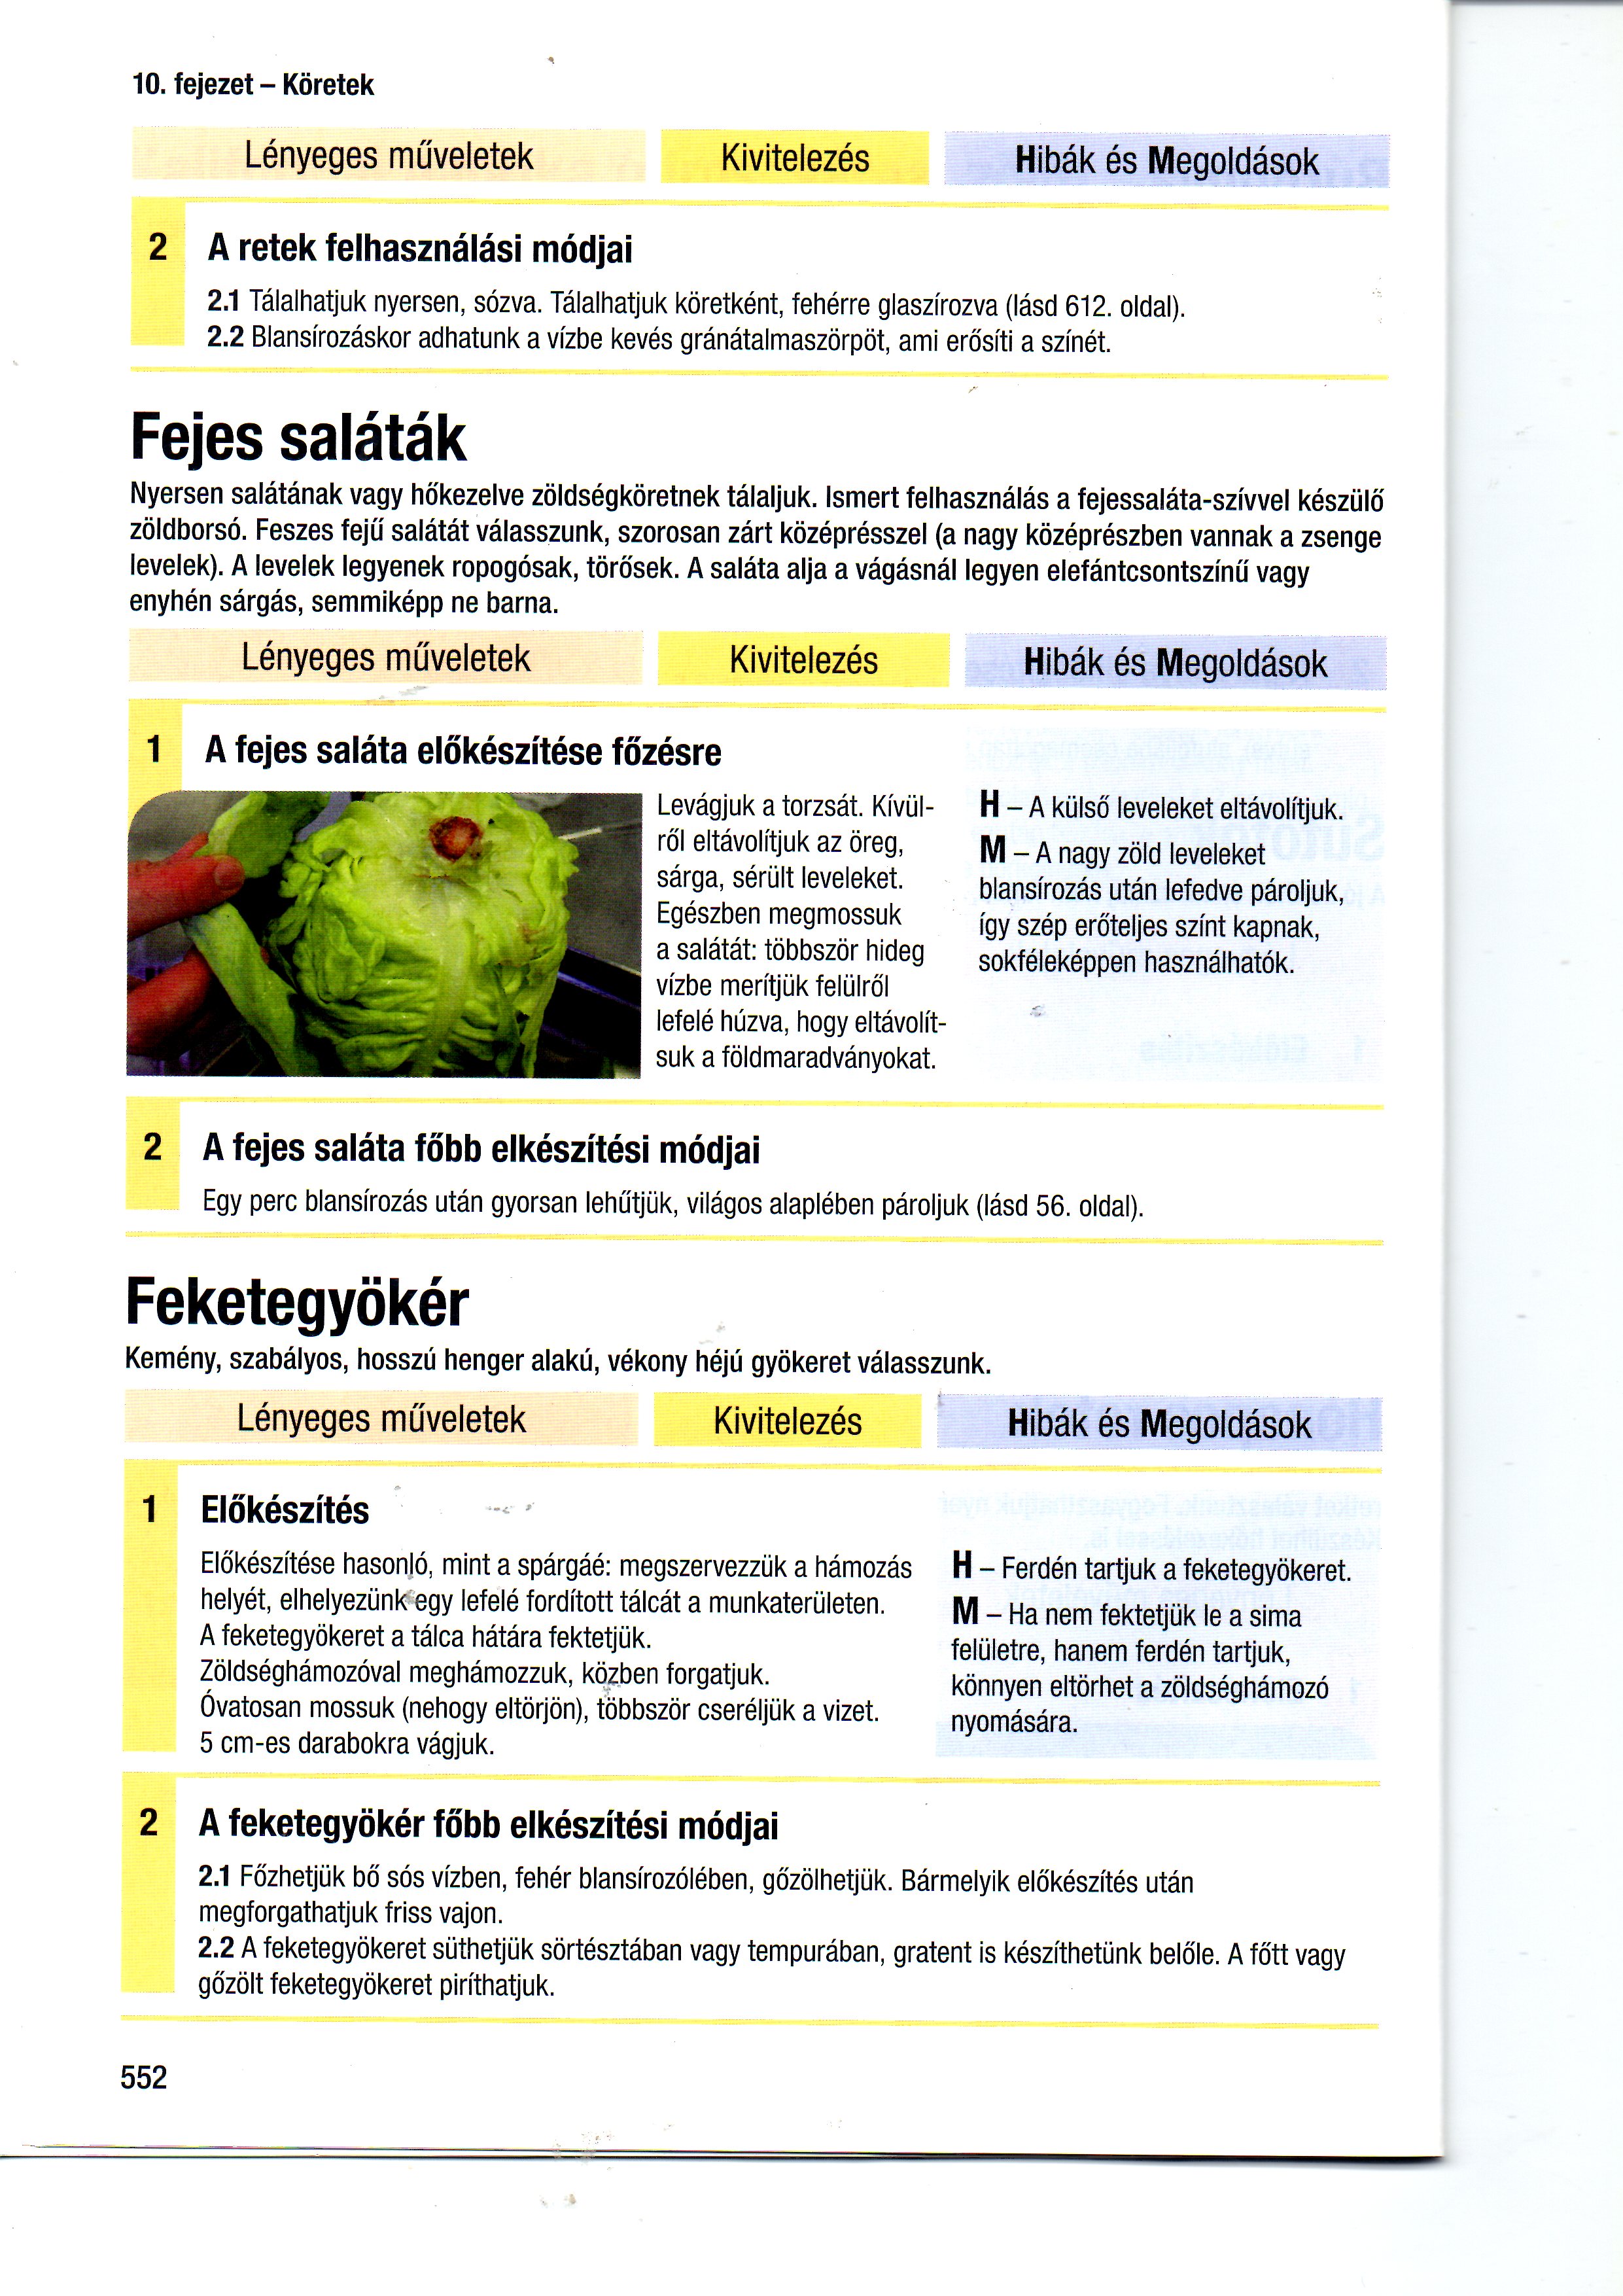 10. fejezet – Köretek
Lényeges műveletek
Kivitelezés
Hibák és Megoldások
2 A retek felhasználási módjai
2.1 Tálalhatjuk nyersen, sózva. Tálalhatjuk köretként, fehérre glaszírozva (lásd 612. oldal).
2.2 Blansírozáskor adhatunk a vízbe kevés gránátalmaszörpöt, ami erősíti a színét.
Fejes saláták
Nyersen salátának vagy hőkezelve zöldségköretnek tálaljuk. Ismert felhasználás a fejessaláta-szívvel készülő
zöldborsó. Feszes fejű salátát válasszunk, szorosan zárt középrésszel (a nagy középrészben vannak a zsenge
levelek). A levelek legyenek ropogósak, törősek. A saláta alja a vágásnál legyen elefántcsontszínű vagy
enyhén sárgás, semmiképp ne barna.
Lényeges műveletek
Kivitelezés
Hibák és Megoldások
1 A fejes saláta előkészítése főzésre
Levágjuk a torzsát. Kívül-
ről eltávolítjuk az öreg,
sárga, sérült leveleket.
Egészben megmossuk
a salátát: többször hideg
vízbe merítjük felülről
lefelé húzva, hogy eltávolít-
suk a földmaradványokat.
H – A külső leveleket eltávolítjuk.
M – A nagy zöld leveleket
blansírozás után lefedve pároljuk,
így szép erőteljes színt kapnak,
sokféleképpen használhatók.
2 A fejes saláta főbb elkészítési módjai
Egy perc blansírozás után gyorsan lehűtjük, világos alaplében pároljuk (lásd 56. oldal).
Feketegyökér
Kemény, szabályos, hosszú henger alakú, vékony héjú gyökeret válasszunk.
Lényeges műveletek
Kivitelezés
Hibák és Megoldások
1 Előkészítés
Előkészítése hasonló, mint a spárgáé: megszervezzük a hámozás
helyét, elhelyezünk egy lefelé fordított tálcát a munkaterületen.
A feketegyökeret a tálca hátára fektetjük.
Zöldséghámozóval meghámozzuk, közben forgatjuk.
Óvatosan mossuk (nehogy eltörjön), többször cseréljük a vizet.
5 cm-es darabokra vágjuk.
H – Ferdén tartjuk a feketegyökeret.
M – Ha nem fektetjük le a sima
felületre, hanem ferdén tartjuk,
könnyen eltörhet a zöldséghámozó
nyomására.
2 A feketegyökér főbb elkészítési módjai
2.1 Főzhetjük bő sós vízben, fehér blansírozólében, gőzölhetjük. Bármelyik előkészítés után
megforgathatjuk friss vajon.
2.2 A feketegyökeret süthetjük sörtésztában vagy tempurában, gratent is készíthetünk belőle. A főtt vagy
gőzölt feketegyökeret piríthatjuk.
552